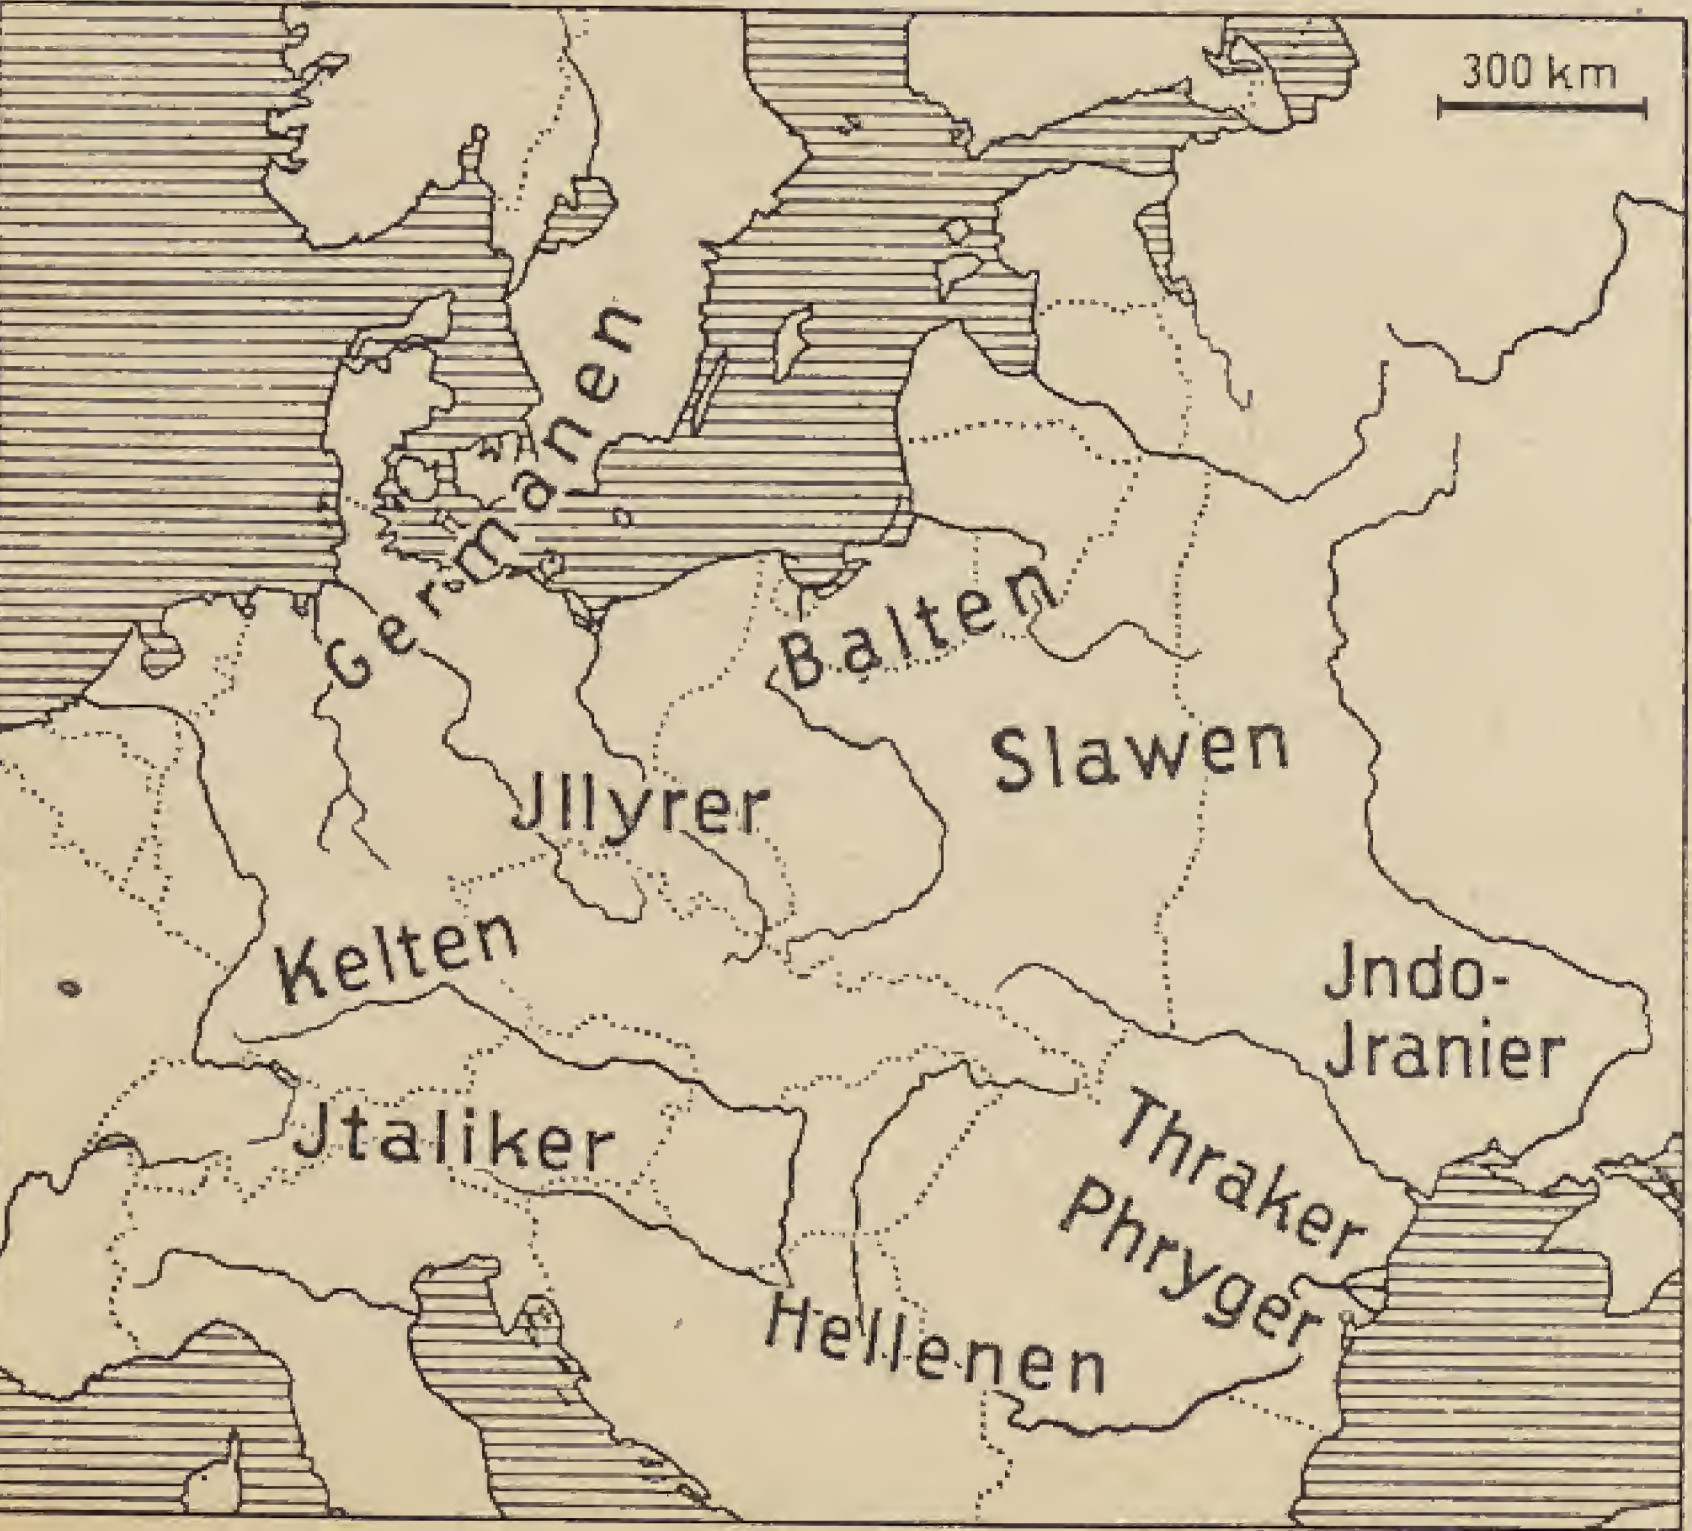 300 km
Germanen
Balten
Slawen
Jllyrer
Kelten
Jndo-
Jranier
Jtaliker
Thraker
Phryger
Hellenen